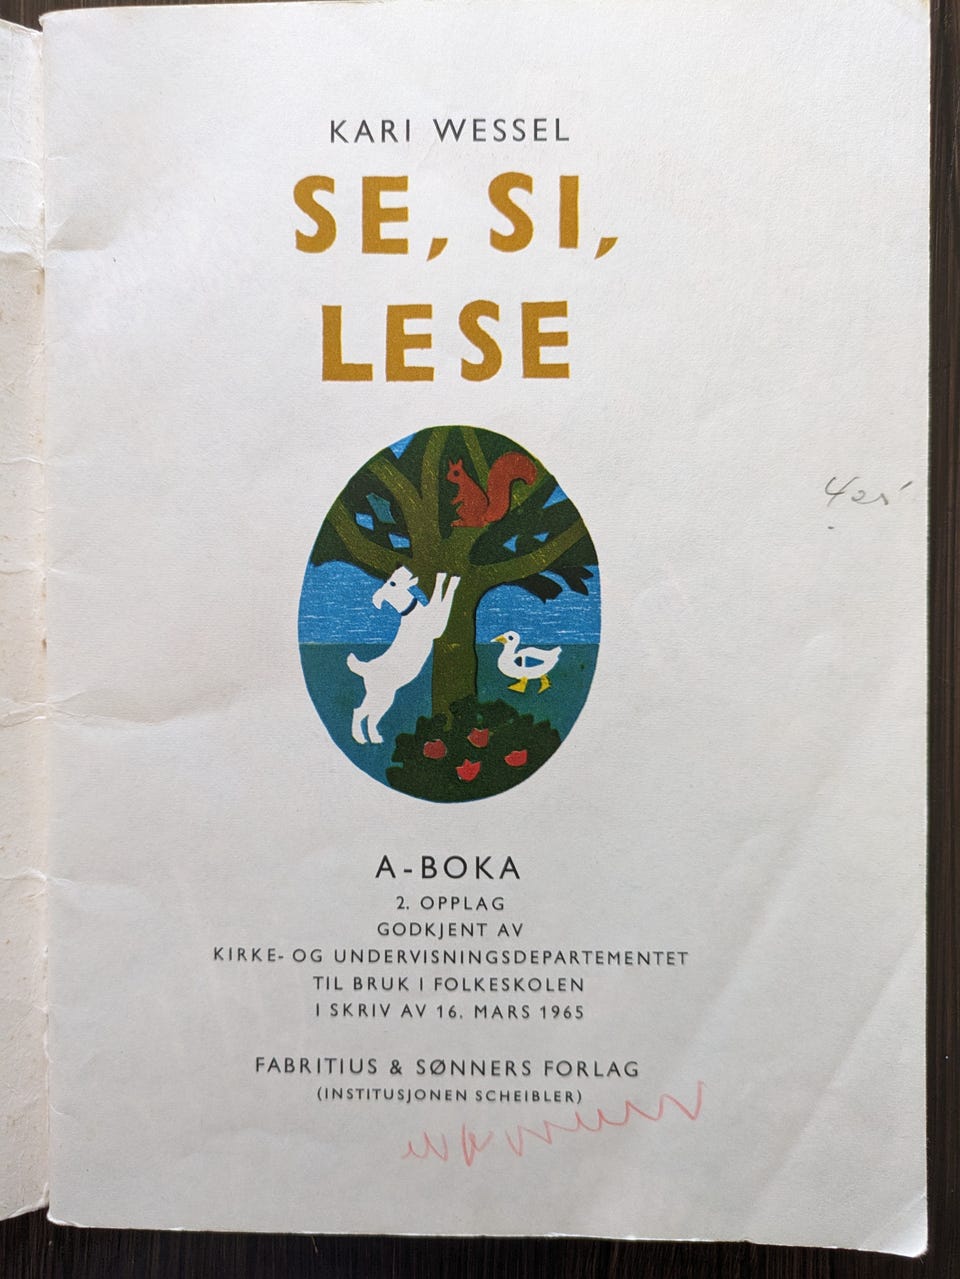 KARI WESSEL
SE, SI,
LESE
A-BOKA
2. OPPLAG
GODKJENT AV
KIRKE- OG UNDERVISNINGSDEPARTEMENTET
TIL BRUK I FOLKESKOLEN
I SKRIV AV 16. MARS 1965
FABRITIUS & SØNNERS FORLAG
(INSTITUSJONEN SCHEIBLER)